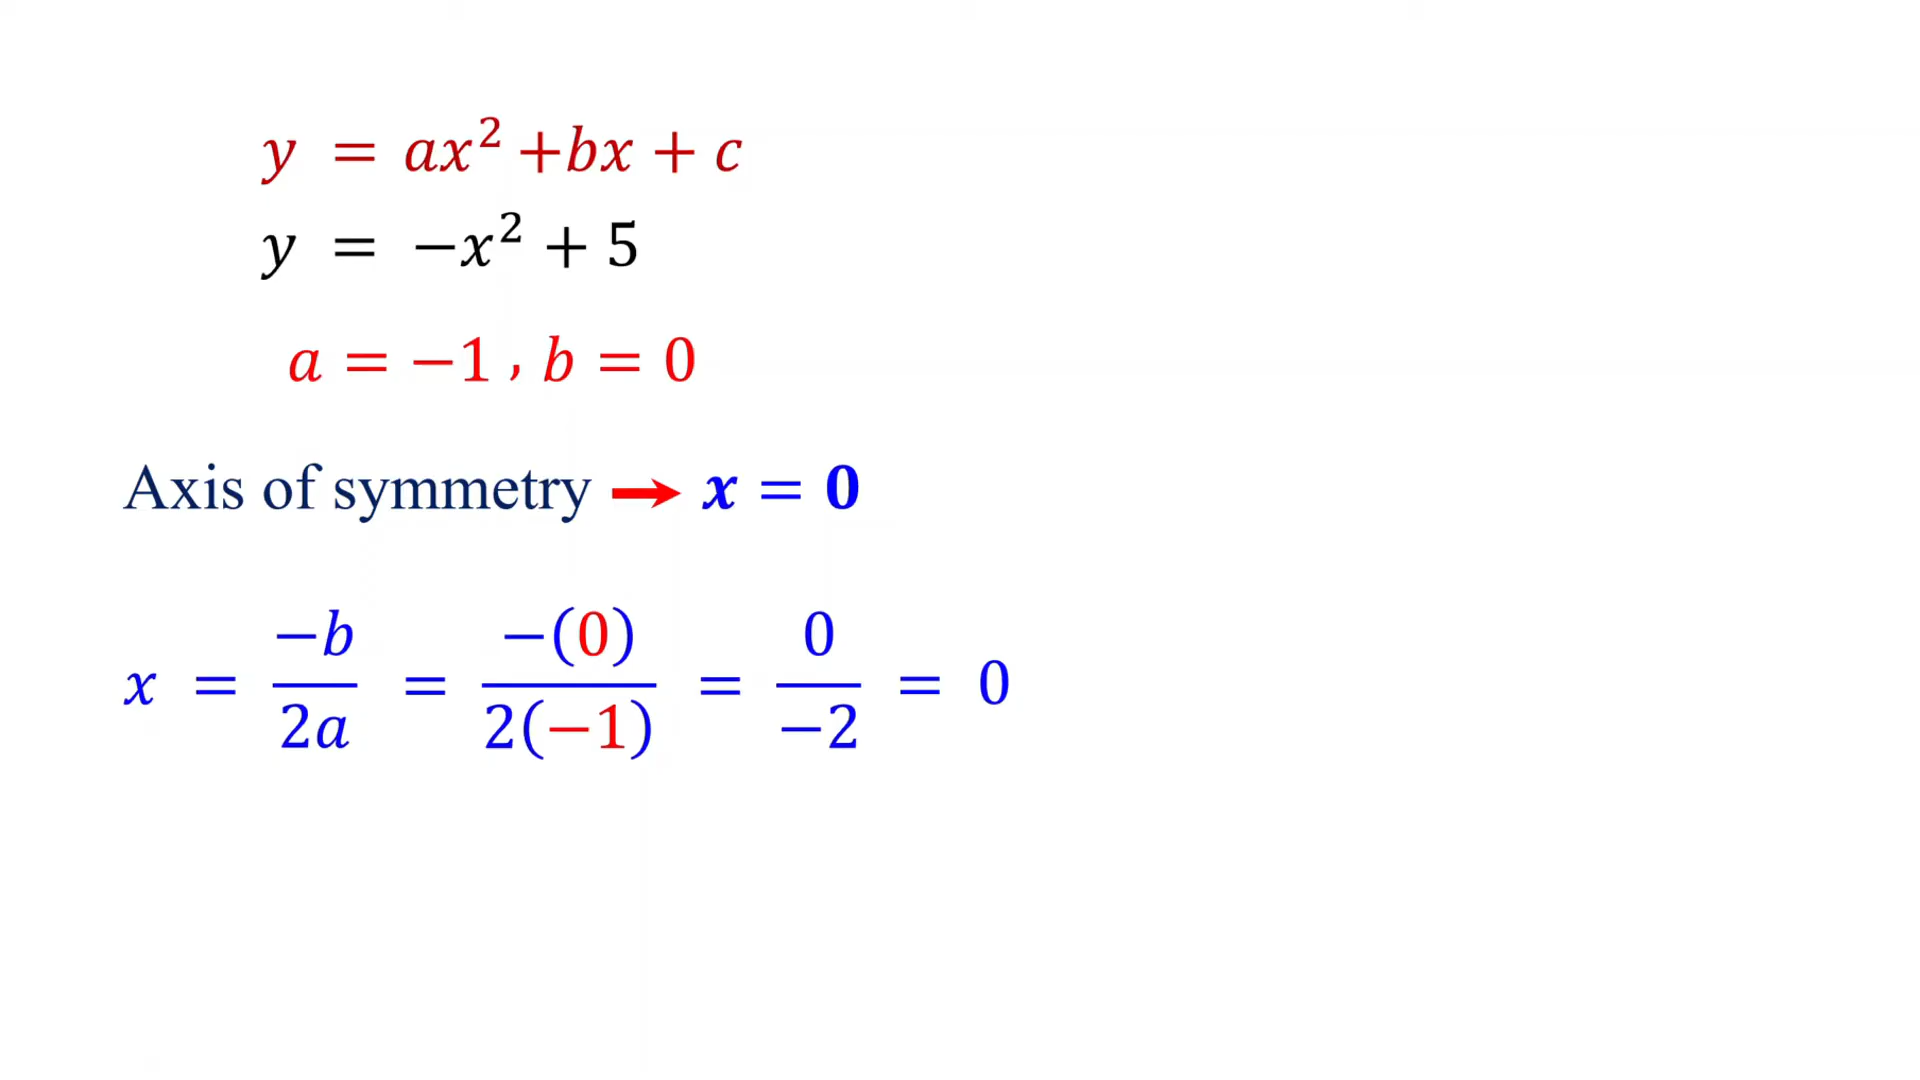 y = ax² + bx + c
y = −x² + 5
a = −1 , b = 0
Axis of symmetry → x = 0
x = −b/2a = −(0)/2(−1) = 0/−2 = 0